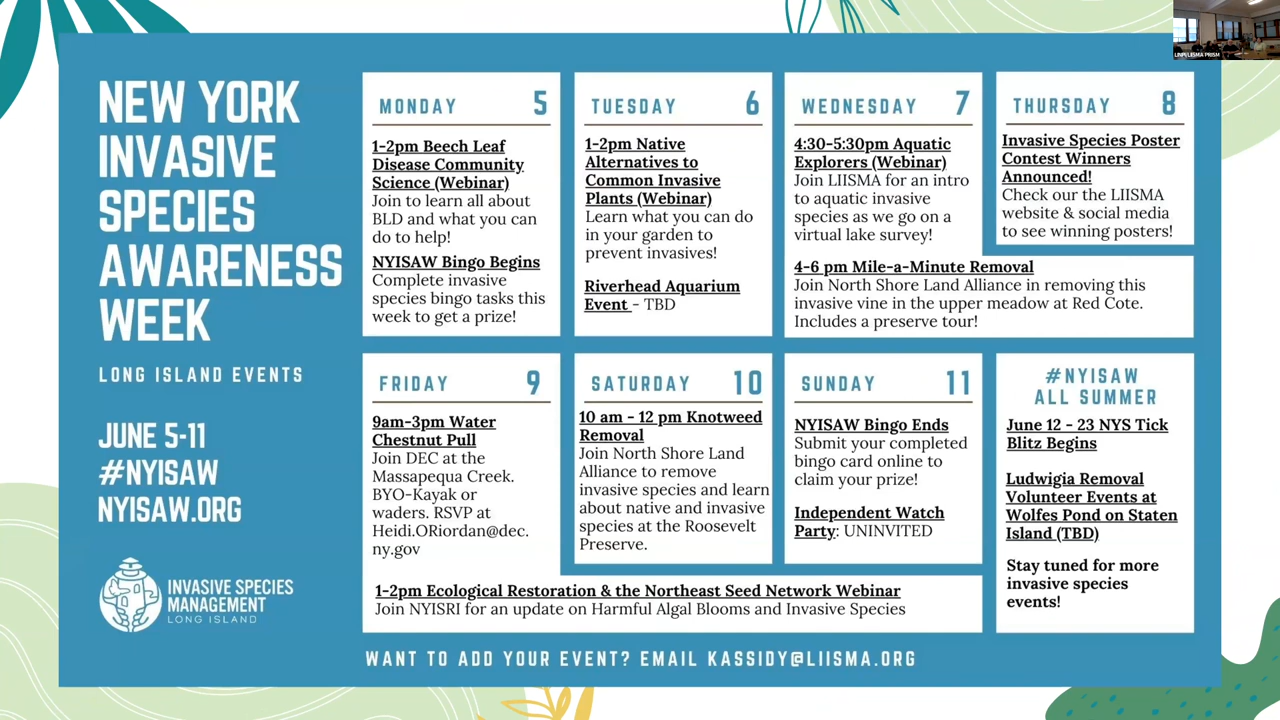 NEW YORK
INVASIVE
SPECIES
AWARENESS
WEEK
LONG ISLAND EVENTS
JUNE 5-11
#NYISAW
NYISAW.ORG
INVASIVE SPECIES
MANAGEMENT
LONG ISLAND
MONDAY 5
1-2pm Beech Leaf
Disease Community
Science (Webinar)
Join to learn all about
BLD and what you can
do to help!
NYISAW Bingo Begins
Complete invasive
species bingo tasks this
week to get a prize!
TUESDAY 6
1-2pm Native
Alternatives to
Common Invasive
Plants (Webinar)
Learn what you can do
in your garden to
prevent invasives!
Riverhead Aquarium
Event - TBD
WEDNESDAY 7
4:30-5:30pm Aquatic
Explorers (Webinar)
Join LIISMA for an intro
to aquatic invasive
species as we go on a
virtual lake survey!
THURSDAY 8
Invasive Species Poster
Contest Winners
Announced!
Check our the LIISMA
website & social media
to see winning posters!
4-6 pm Mile-a-Minute Removal
Join North Shore Land Alliance in removing this
invasive vine in the upper meadow at Red Cote.
Includes a preserve tour!
FRIDAY 9
9am-3pm Water
Chestnut Pull
Join DEC at the
Massapequa Creek.
BYO-Kayak or
waders. RSVP at
Heidi.ORiordan@dec.
ny.gov
SATURDAY 10
10 am - 12 pm Knotweed
Removal
Join North Shore Land
Alliance to remove
invasive species and learn
about native and invasive
species at the Roosevelt
Preserve.
SUNDAY 11
NYISAW Bingo Ends
Submit your completed
bingo card online to
claim your prize!
Independent Watch
Party: UNINVITED
1-2pm Ecological Restoration & the Northeast Seed Network Webinar
Join NYISRI for an update on Harmful Algal Blooms and Invasive Species
#NYISAW
ALL SUMMER
June 12 - 23 NYS Tick
Blitz Begins
Ludwigia Removal
Volunteer Events at
Wolfes Pond on Staten
Island (TBD)
Stay tuned for more
invasive species
events!
WANT TO ADD YOUR EVENT? EMAIL KASSIDY@LIISMA.ORG